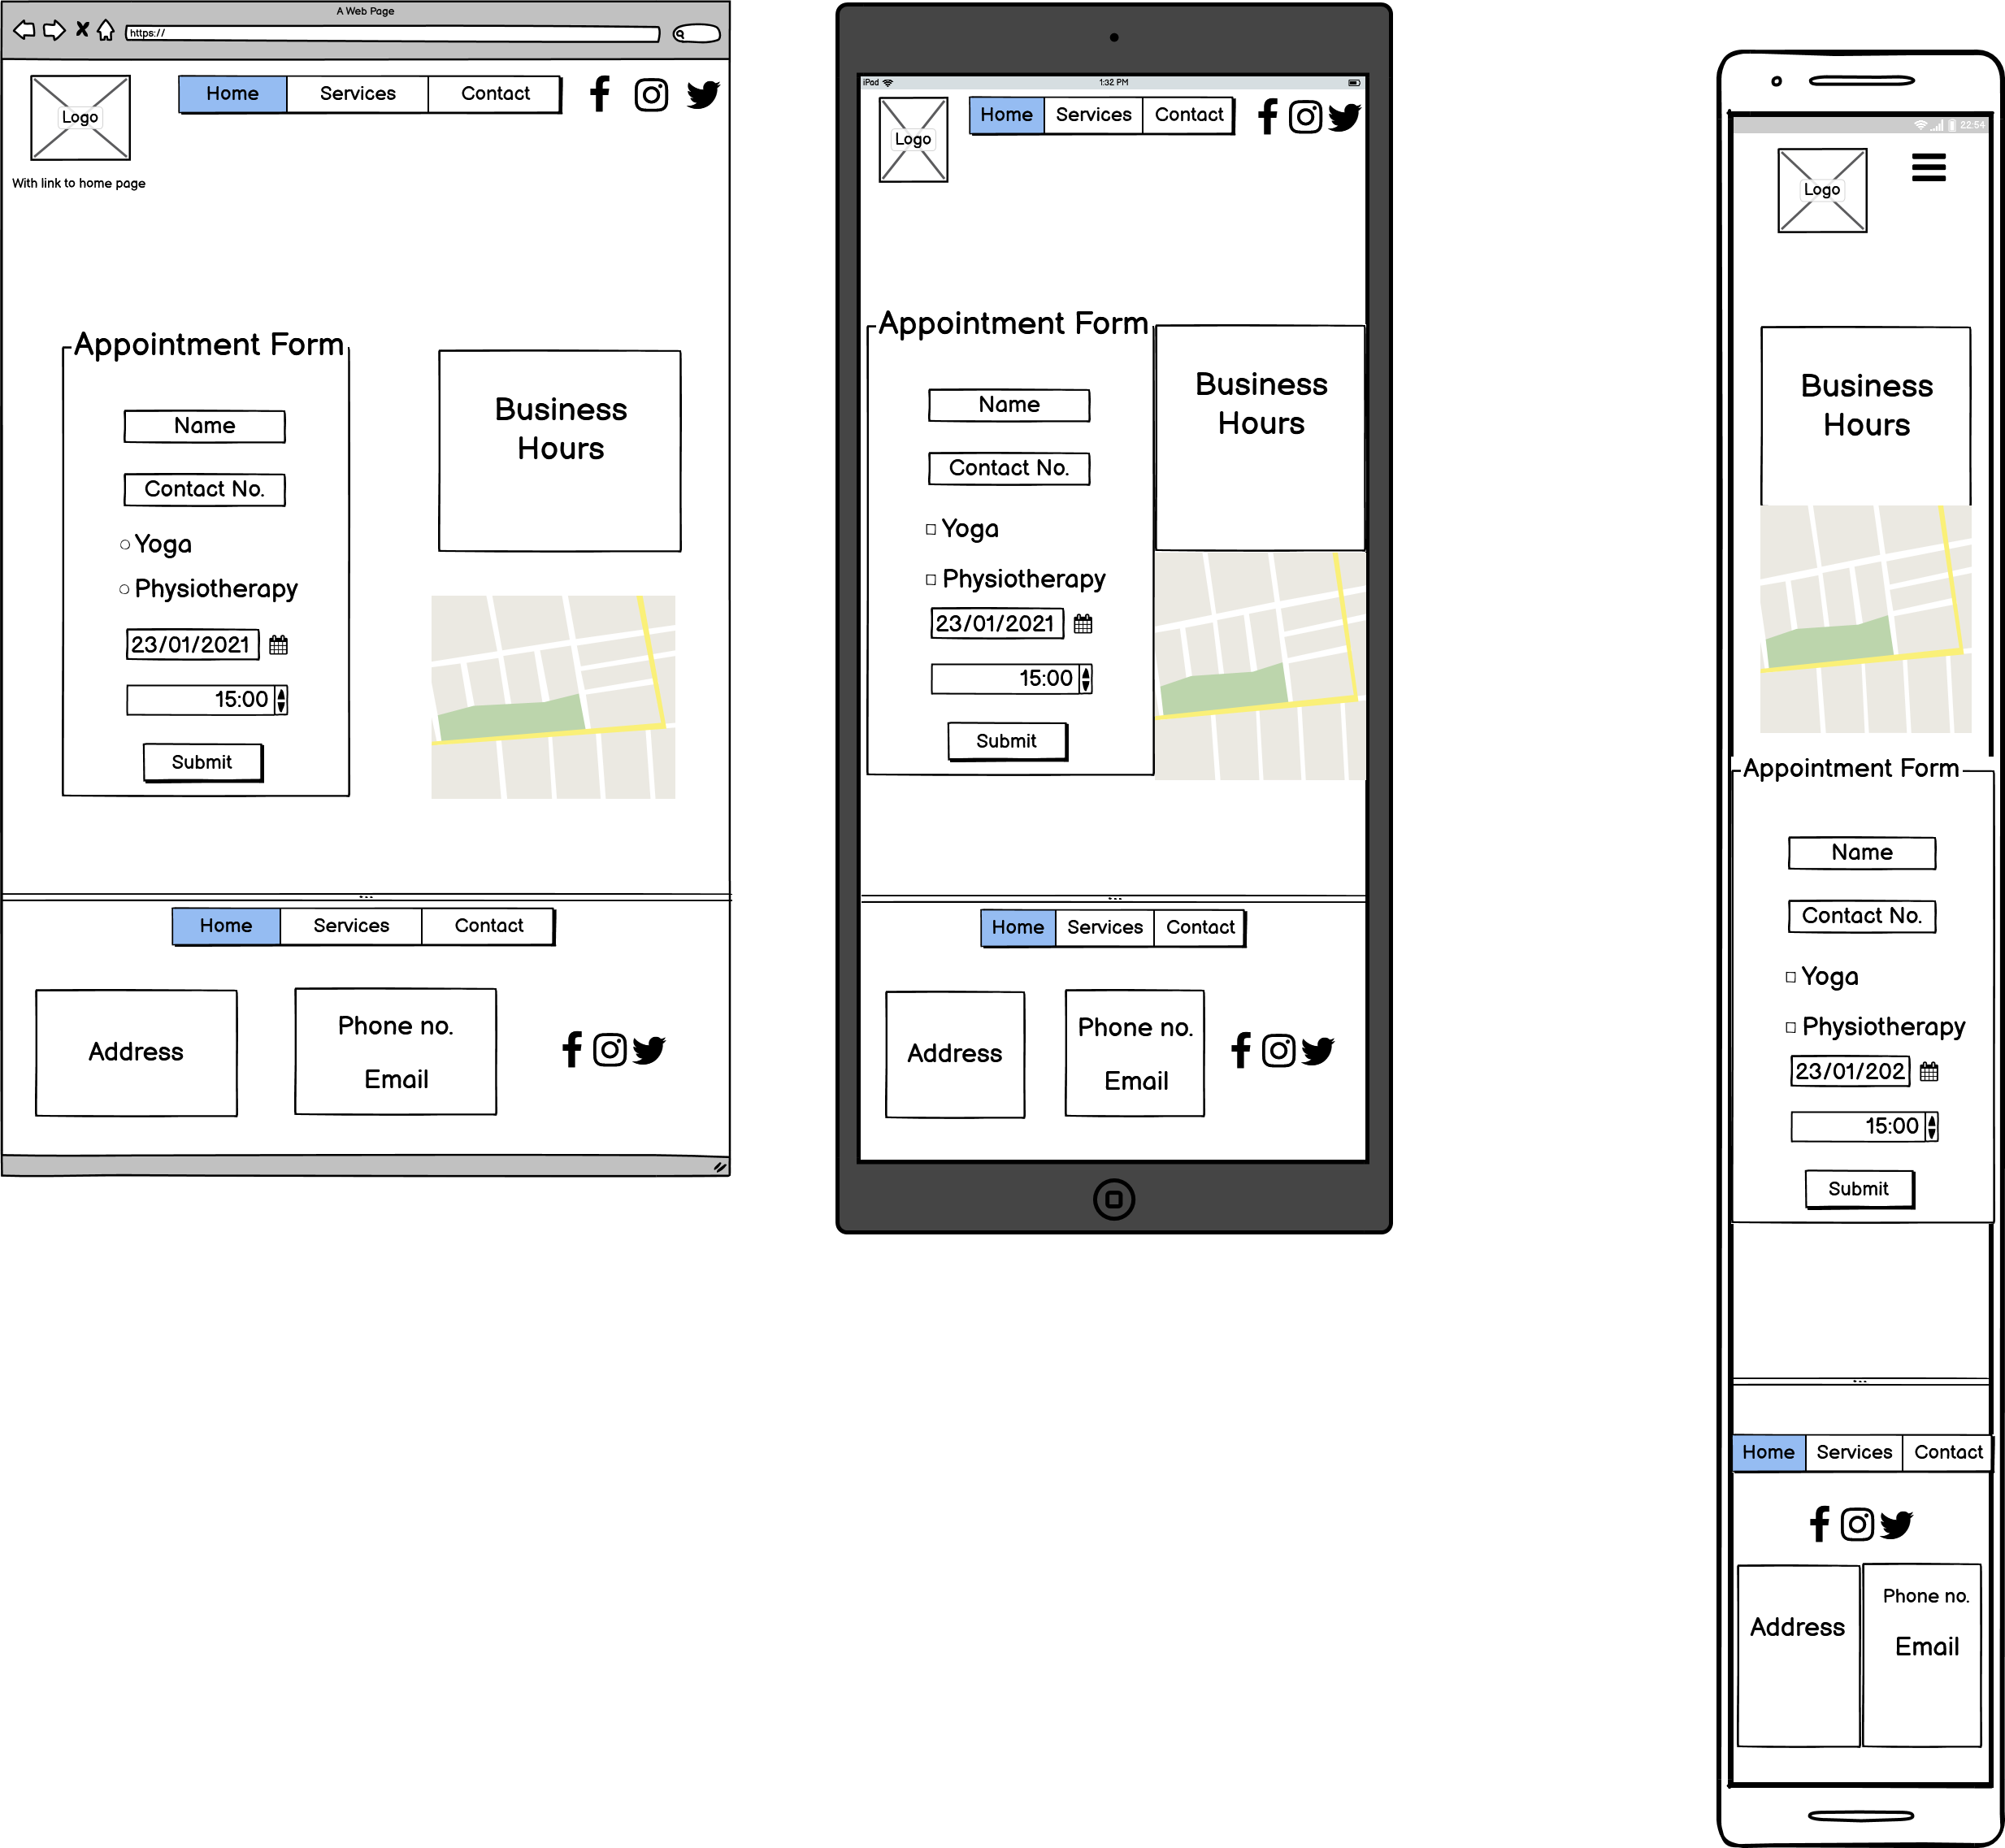 A Web Page
https://
Logo
Home Services Contact
With link to home page
Appointment Form
Name
Contact No.
Yoga
Physiotherapy
23/01/2021
15:00
Submit
Business
Hours
Home Services Contact
Address
Phone no.
Email
iPod 1:32 PM
Logo
Home Services Contact
Appointment Form
Name
Contact No.
Yoga
Physiotherapy
23/01/2021
15:00
Submit
Business
Hours
Home Services Contact
Address
Phone no.
Email
22:54
Logo
Business
Hours
Appointment Form
Name
Contact No.
Yoga
Physiotherapy
23/01/202
15:00
Submit
Home Services Contact
Address
Phone no.
Email